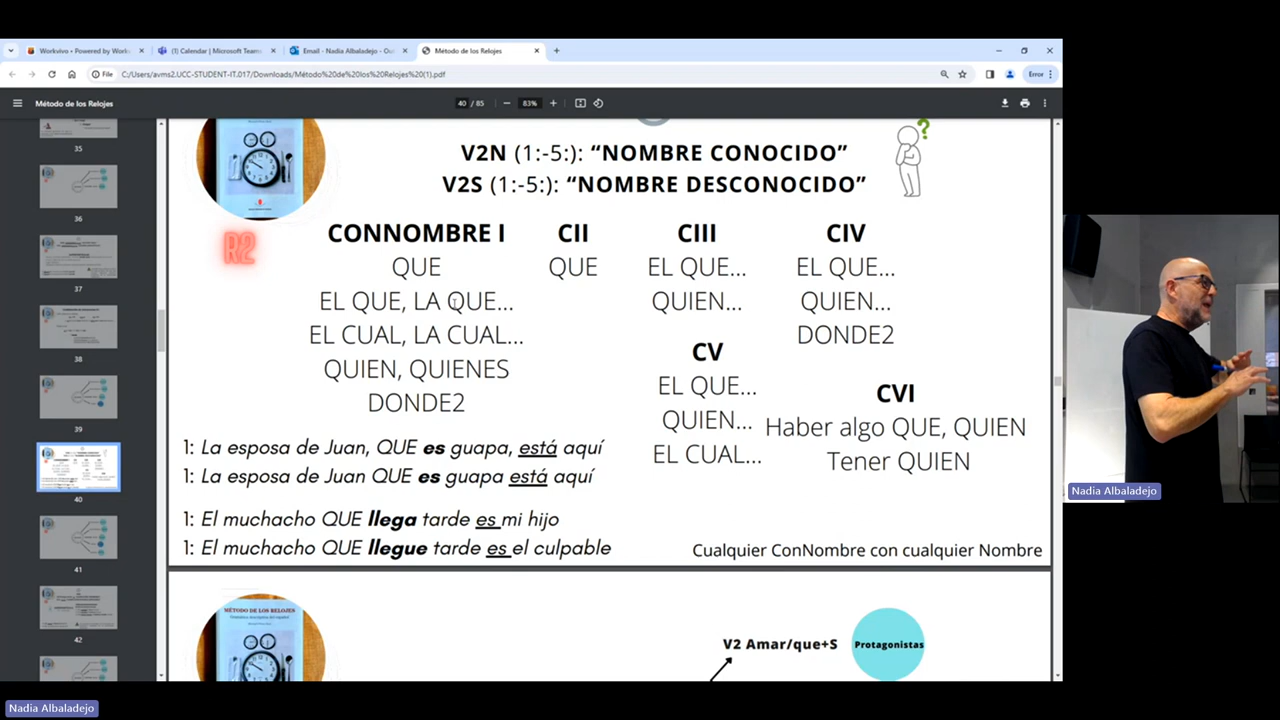 Workvivo • Powered by Work
(1) Calendar | Microsoft Teams
Email - Nadia Albaladejo - Ou
Método de los Relojes
File
C:/Users/avms2.UCC-STUDENT-IT.017/Downloads/Método%20de%20los%20Relojes%20(1).pdf
Error
Método de los Relojes
40 / 85
83%
35
36
37
38
39
40
41
42
V2N (1:-5:): “NOMBRE CONOCIDO”
V2S (1:-5:): “NOMBRE DESCONOCIDO”
?
R2
CONNOMBRE I
QUE
EL QUE, LA QUE...
EL CUAL, LA CUAL...
QUIEN, QUIENES
DONDE2
CII
QUE
CIII
EL QUE...
QUIEN...
CIV
EL QUE...
QUIEN...
DONDE2
CV
EL QUE...
QUIEN...
EL CUAL...
CVI
Haber algo QUE, QUIEN
Tener QUIEN
1: La esposa de Juan, QUE es guapa, está aquí
1: La esposa de Juan QUE es guapa está aquí
1: El muchacho QUE llega tarde es mi hijo
1: El muchacho QUE llegue tarde es el culpable
Cualquier ConNombre con cualquier Nombre
MÉTODO DE LOS RELOJES
V2 Amar/que+S
Protagonistas
Nadia Albaladejo
Nadia Albaladejo